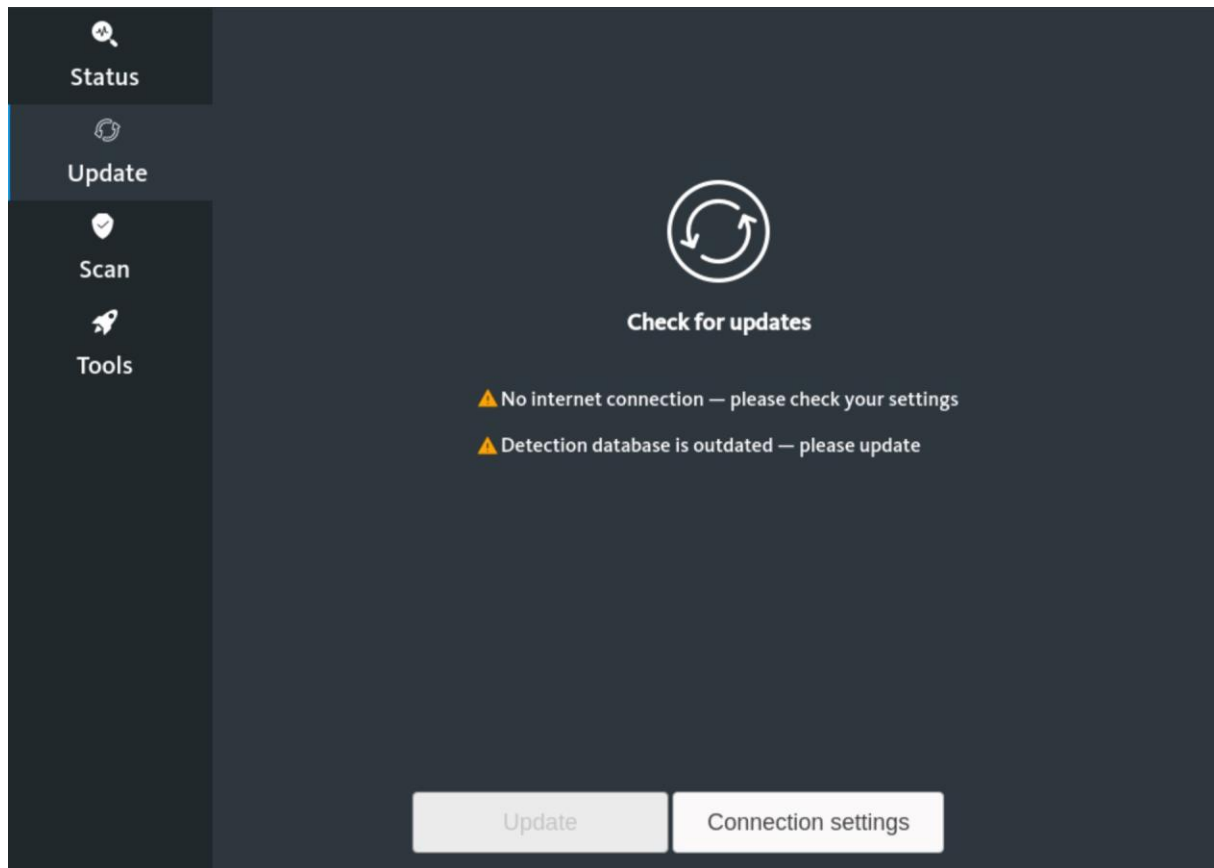 Status
Update
Scan
Tools
Check for updates
No internet connection — please check your settings
Detection database is outdated — please update
Update
Connection settings